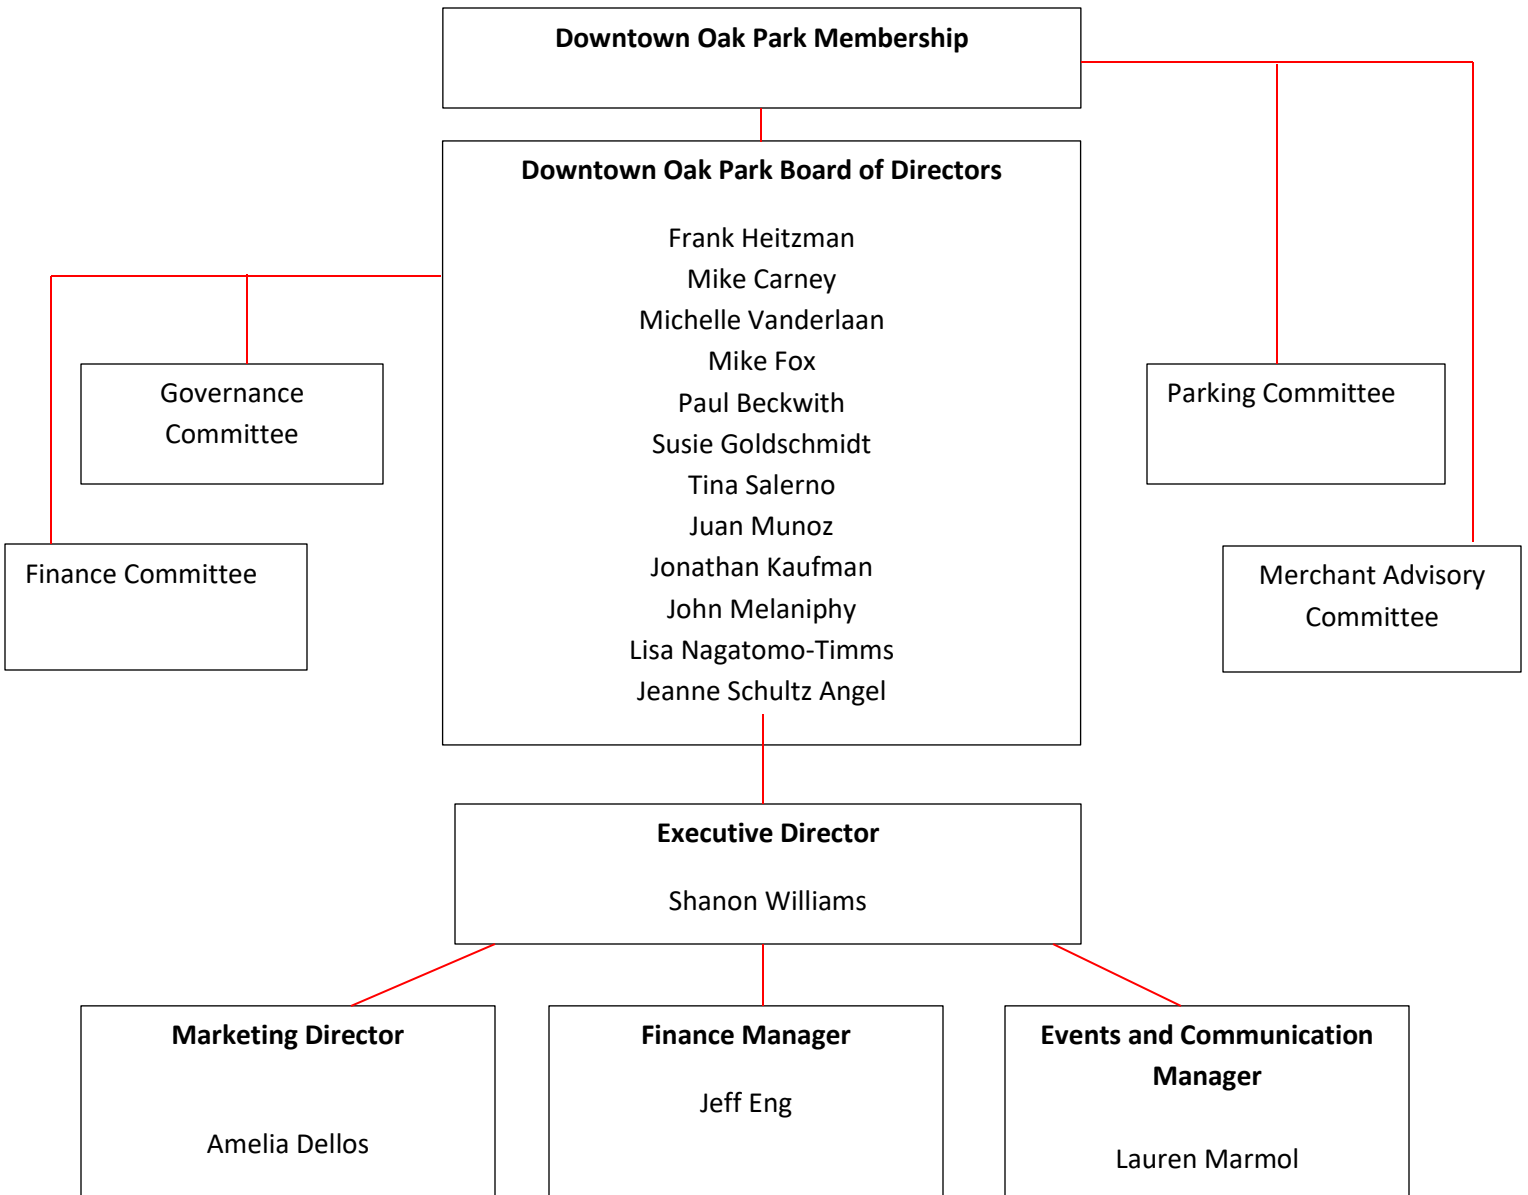 Downtown Oak Park Membership
Downtown Oak Park Board of Directors
Frank Heitzman
Mike Carney
Michelle Vanderlaan
Mike Fox
Paul Beckwith
Susie Goldschmidt
Tina Salerno
Juan Munoz
Jonathan Kaufman
John Melaniphy
Lisa Nagatomo-Timms
Jeanne Schultz Angel
Governance
Committee
Finance Committee
Parking Committee
Merchant Advisory
Committee
Executive Director
Shanon Williams
Marketing Director
Amelia Dellos
Finance Manager
Jeff Eng
Events and Communication
Manager
Lauren Marmol